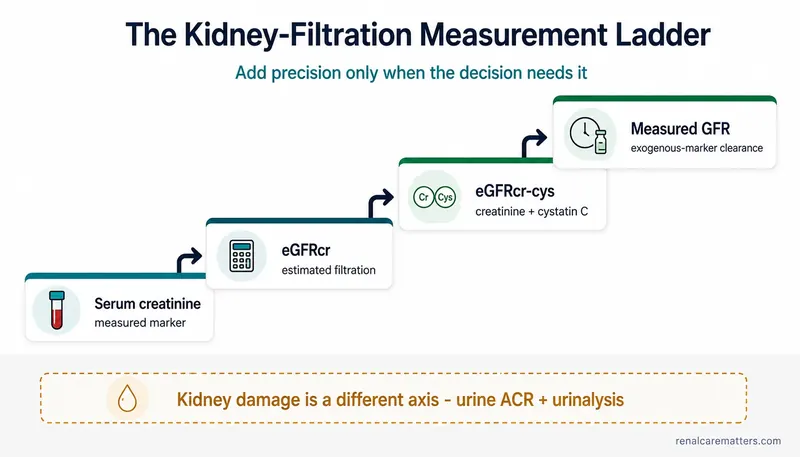 The Kidney-Filtration Measurement Ladder
Add precision only when the decision needs it
Measured GFR
exogenous-marker clearance
Cr Cys
eGFRcr-cys
creatinine + cystatin C
eGFRcr
estimated filtration
Serum creatinine
measured marker
Kidney damage is a different axis - urine ACR + urinalysis
renalcarematters.com